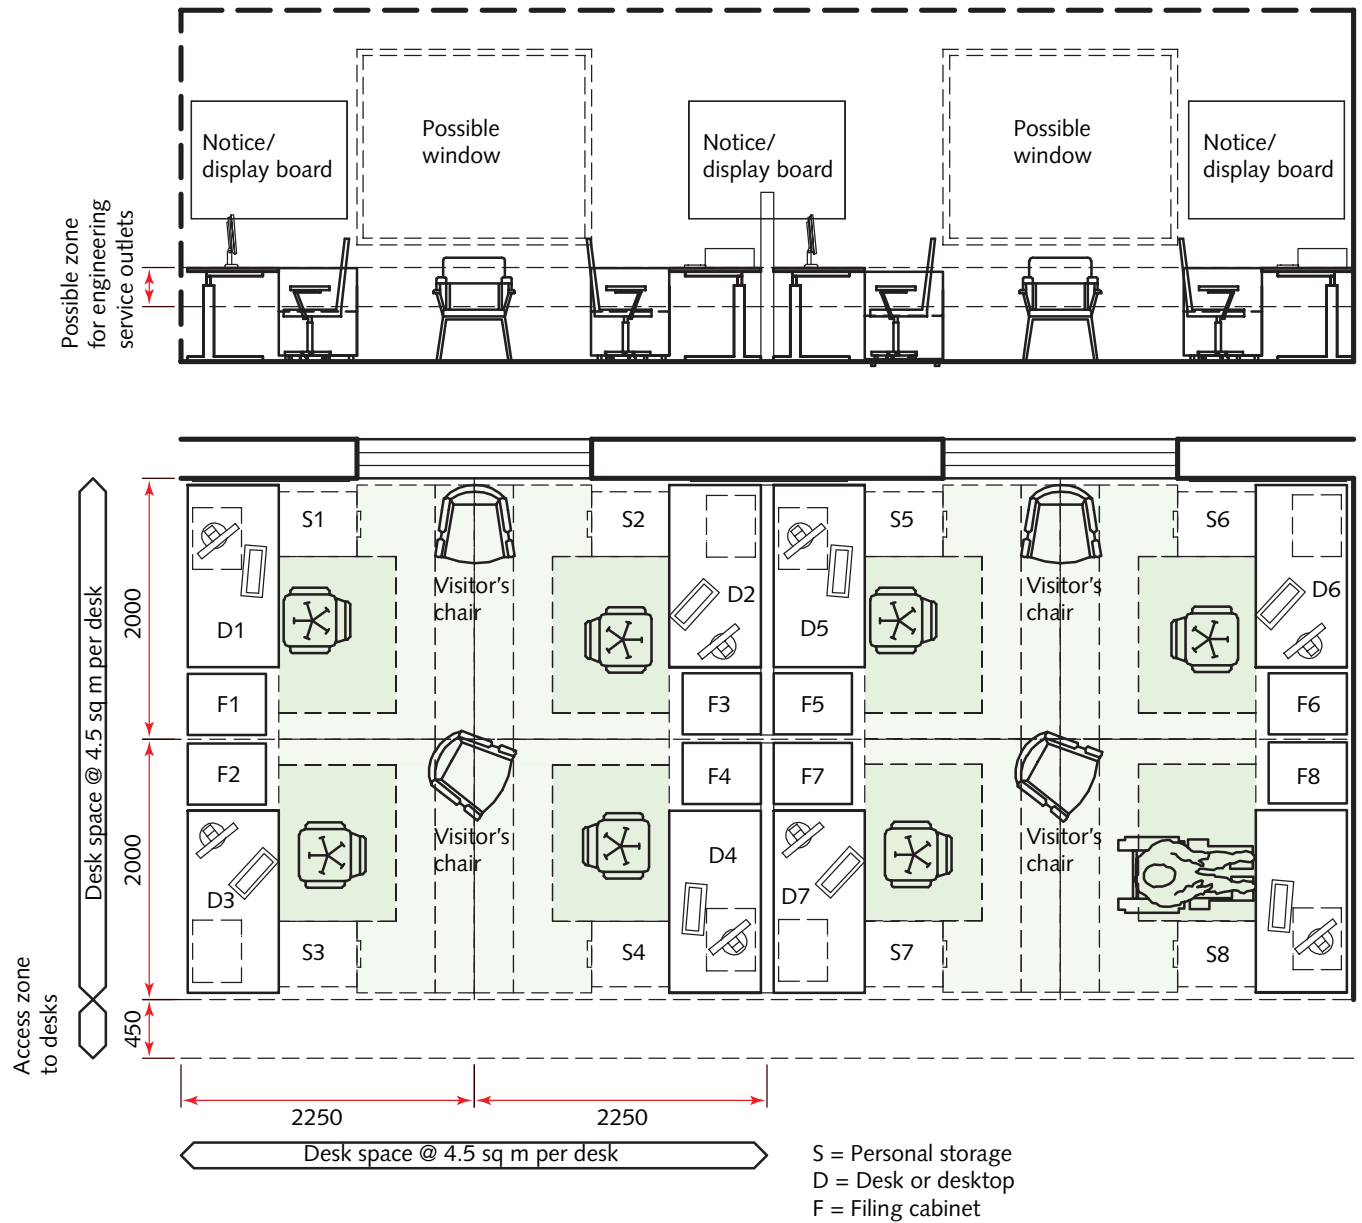 Notice/
display board
Possible
window
Notice/
display board
Possible
window
Notice/
display board
Possible zone
for engineering
service outlets
S1
S2
S5
S6
D1
Visitor's
chair
D2
D5
Visitor's
chair
D6
F1
F3
F5
F6
F2
F4
F7
F8
D3
Visitor's
chair
D4
D7
Visitor's
chair
S3
S4
S7
S8
Desk space @ 4.5 sq m per desk
2000
2000
450
Access zone
to desks
2250
2250
Desk space @ 4.5 sq m per desk
S = Personal storage
D = Desk or desktop
F = Filing cabinet